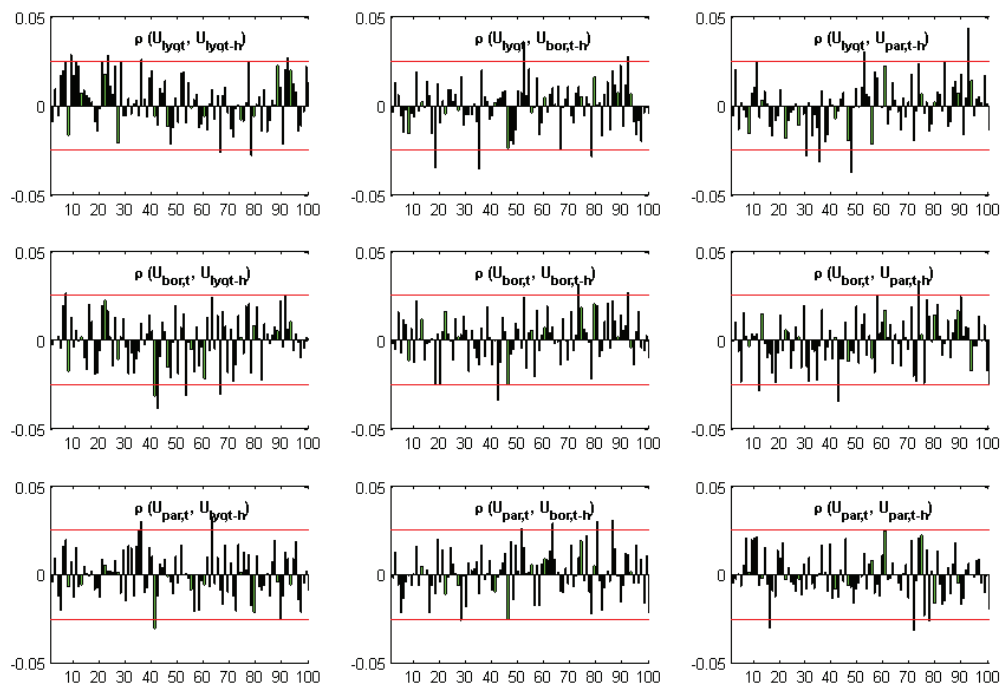 0.05 0.05 0.05
ρ (U_lyo,t, U_lyo,t-h) ρ (U_lyo,t, U_bor,t-h) ρ (U_lyo,t, U_par,t-h)
0 0 0
-0.05 -0.05 -0.05
10 20 30 40 50 60 70 80 90 100 10 20 30 40 50 60 70 80 90 100 10 20 30 40 50 60 70 80 90 100
0.05 0.05 0.05
ρ (U_bor,t, U_lyo,t-h) ρ (U_bor,t, U_bor,t-h) ρ (U_bor,t, U_par,t-h)
0 0 0
-0.05 -0.05 -0.05
10 20 30 40 50 60 70 80 90 100 10 20 30 40 50 60 70 80 90 100 10 20 30 40 50 60 70 80 90 100
0.05 0.05 0.05
ρ (U_par,t, U_lyo,t-h) ρ (U_par,t, U_bor,t-h) ρ (U_par,t, U_par,t-h)
0 0 0
-0.05 -0.05 -0.05
10 20 30 40 50 60 70 80 90 100 10 20 30 40 50 60 70 80 90 100 10 20 30 40 50 60 70 80 90 100